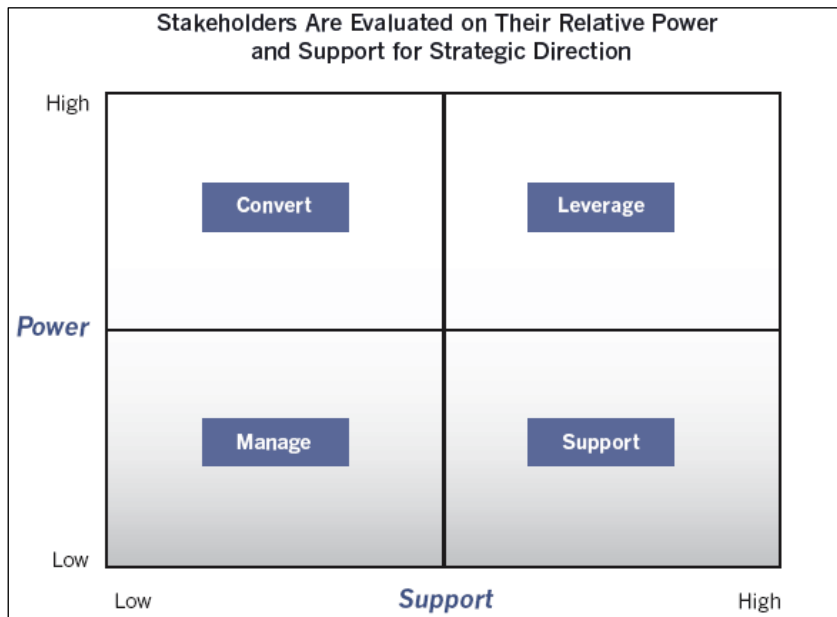 Stakeholders Are Evaluated on Their Relative Power
and Support for Strategic Direction
High
Convert
Leverage
Power
Manage
Support
Low
Low
Support
High